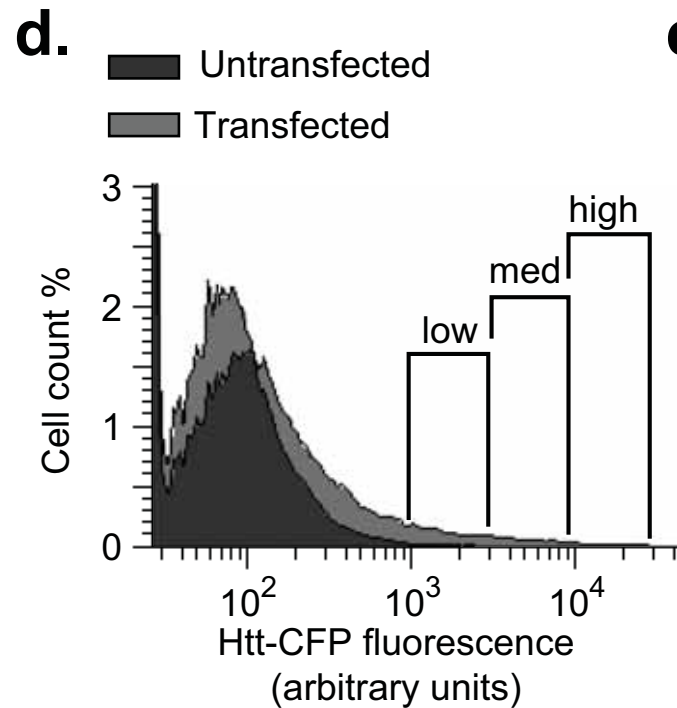 d.
Untransfected
Transfected
3
2
1
0
Cell count %
low
med
high
10²
10³
10⁴
Htt-CFP fluorescence
(arbitrary units)